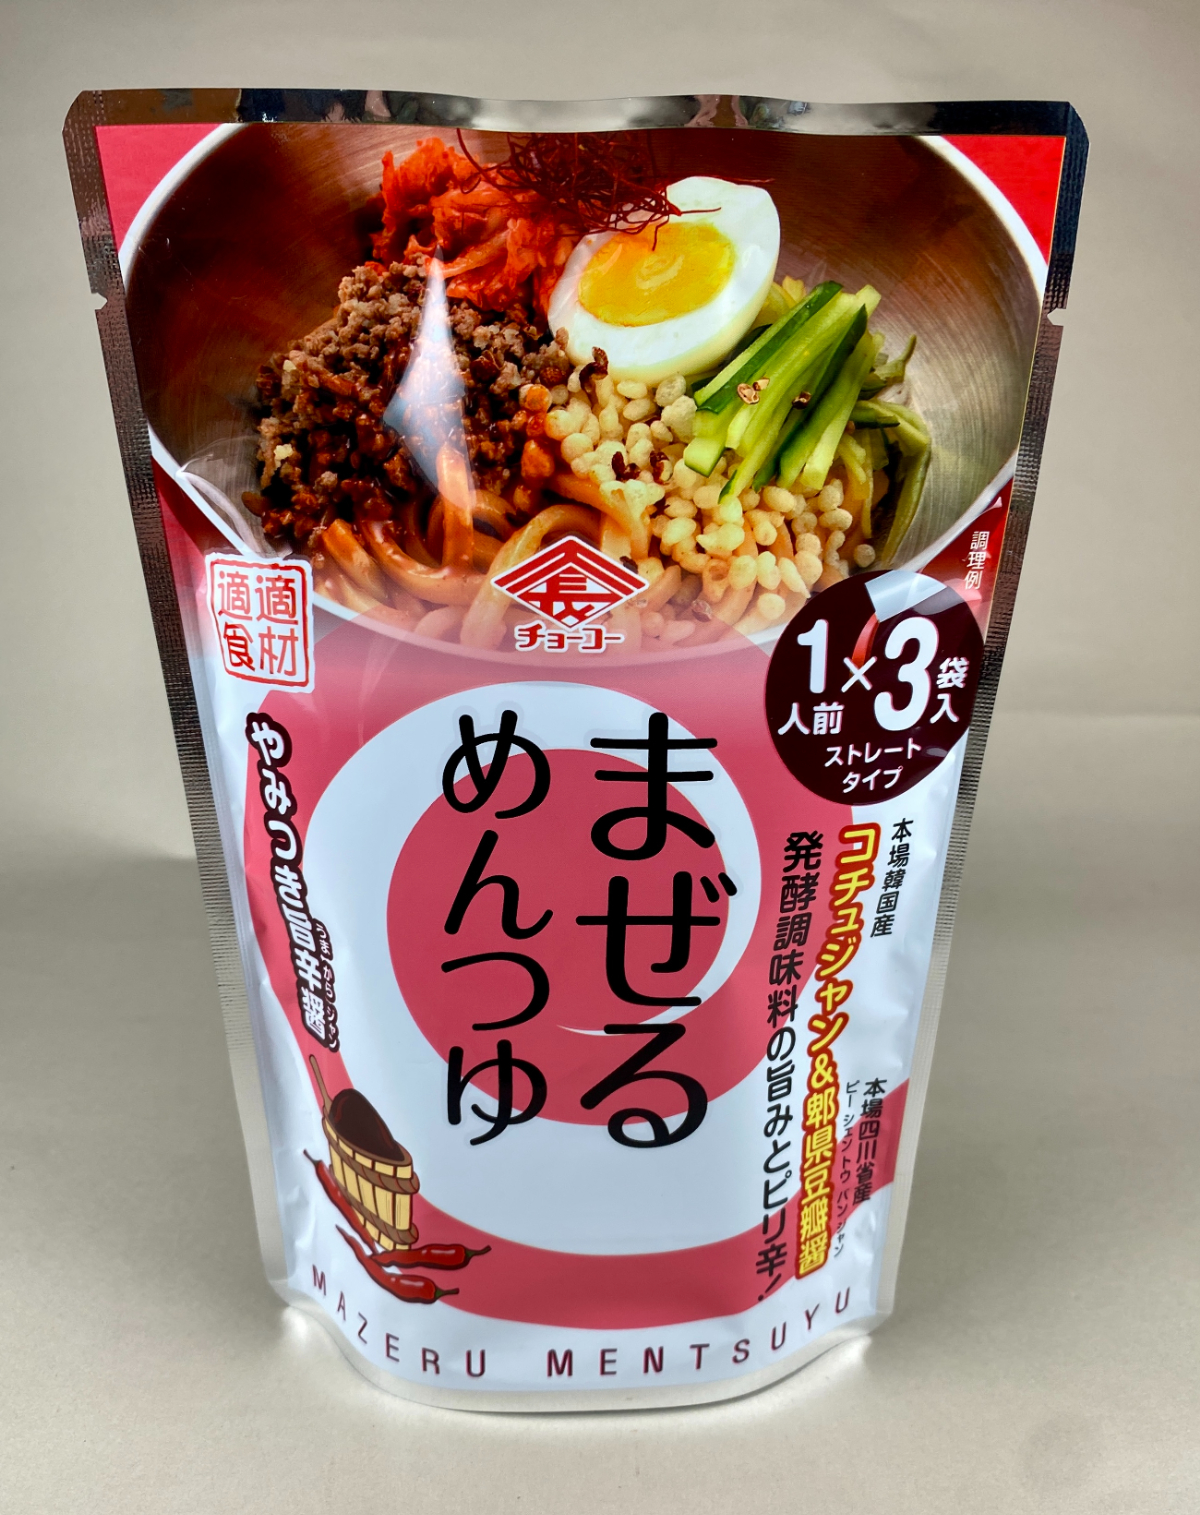 調理例
長
チョーコー
適材
適食
1人前×3袋入
ストレート
タイプ
まぜる
めんつゆ
やみつき旨辛醤
うまからジャン
本場韓国産
コチュジャン&郫県豆瓣醤
本場四川省産
ピーシェントウバンジャン
発酵調味料の旨みとピリ辛!
MAZERU MENTSUYU